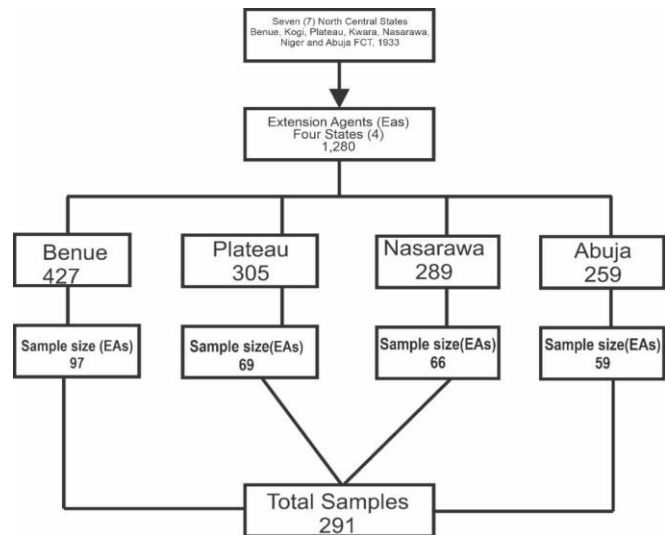 Seven (7) North Central States
Benue, Kogi, Plateau, Kwara, Nasarawa,
Niger and Abuja FCT, 1933
Extension Agents (Eas)
Four States (4)
1,280
Benue
427
Plateau
305
Nasarawa
289
Abuja
259
Sample size (EAs)
97
Sample size(EAs)
69
Sample size(EAs)
66
Sample size(EAs)
59
Total Samples
291